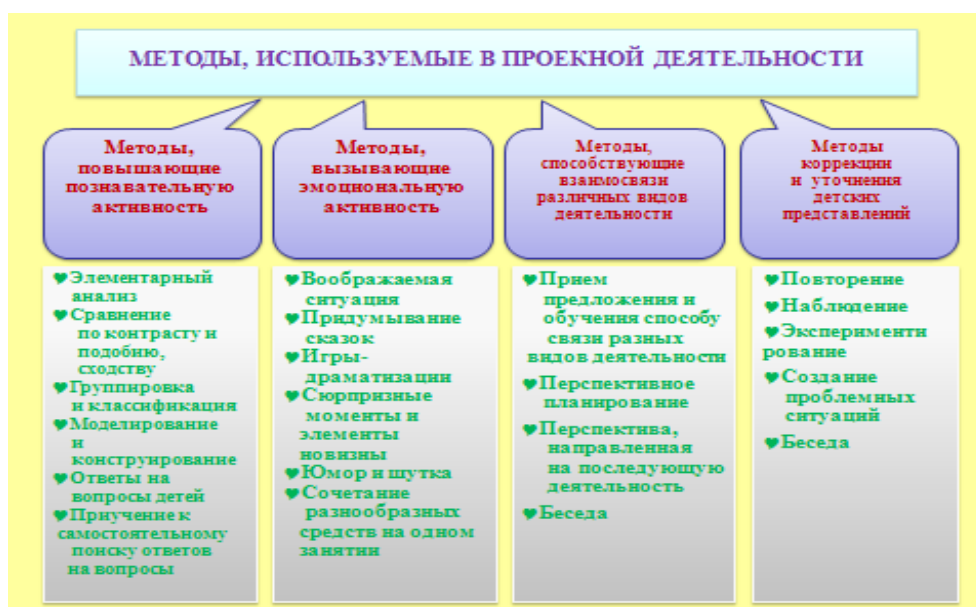 МЕТОДЫ, ИСПОЛЬЗУЕМЫЕ В ПРОЕКНОЙ ДЕЯТЕЛЬНОСТИ
Методы,
повышающие
познавательную
активность
Методы,
вызывающие
эмоциональную
активность
Методы,
способствующие
взаимосвязи
различных видов
деятельности
Методы
коррекции
и уточнения
детских
представлений
Элементарный
анализ
Сравнение
по контрасту и
подобию,
сходству
Группировка
и классификация
Моделирование
и
конструирование
Ответы на
вопросы детей
Приучение к
самостоятельному
поиску ответов
на вопросы
Воображаемая
ситуация
Придумывание
сказок
Игры-
драматизации
Сюрпризные
моменты и
элементы
новизны
Юмор и шутка
Сочетание
разнообразных
средств на одном
занятии
Прием
предложения и
обучения способу
связи разных
видов деятельности
Перспективное
планирование
Перспектива,
направленная
на последующую
деятельность
Беседа
Повторение
Наблюдение
Эксперименти
рование
Создание
проблемных
ситуаций
Беседа